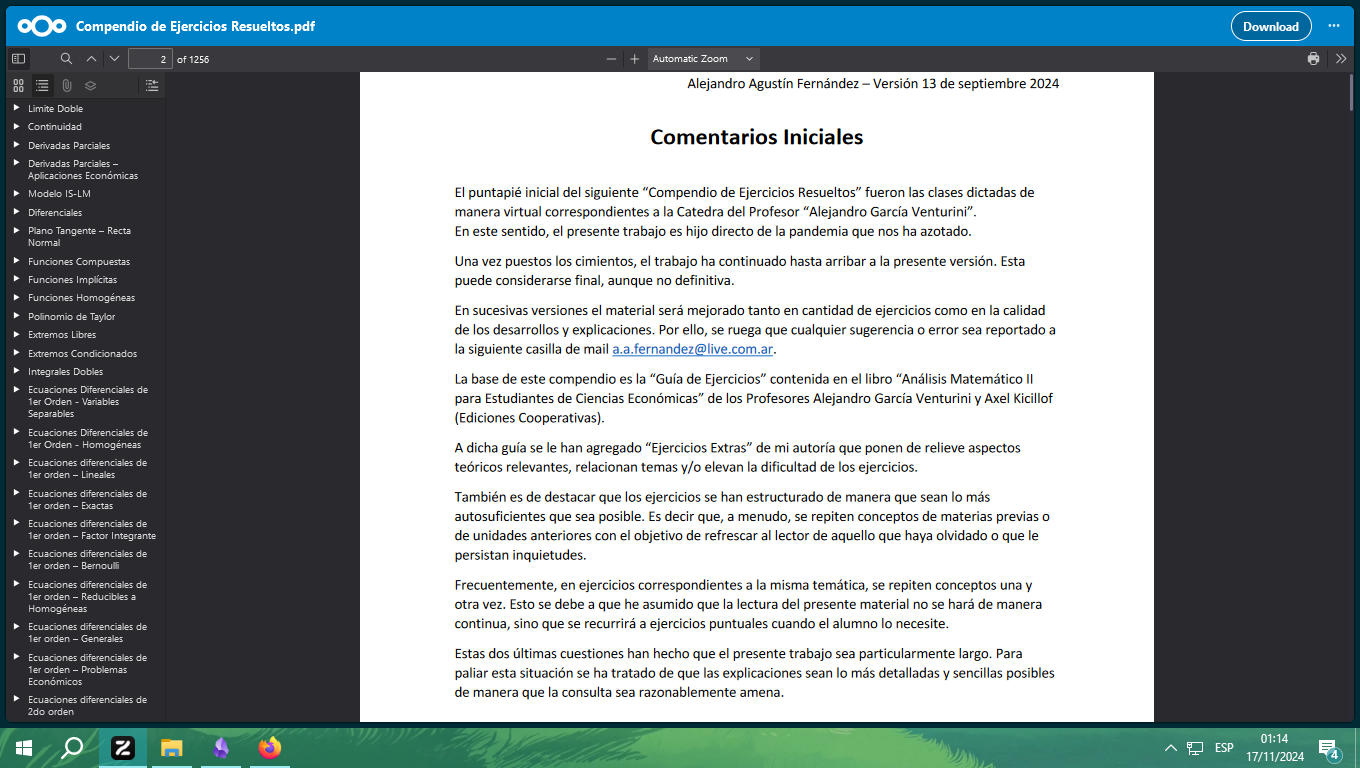 Compendio de Ejercicios Resueltos.pdf
Download
2 of 1256
Automatic Zoom
Limite Doble
Continuidad
Derivadas Parciales
Derivadas Parciales –
Aplicaciones Económicas
Modelo IS-LM
Diferenciales
Plano Tangente – Recta
Normal
Funciones Compuestas
Funciones Implícitas
Funciones Homogéneas
Polinomio de Taylor
Extremos Libres
Extremos Condicionados
Integrales Dobles
Ecuaciones Diferenciales de
1er Orden - Variables
Separables
Ecuaciones Diferenciales de
1er Orden - Homogéneas
Ecuaciones diferenciales de
1er orden – Lineales
Ecuaciones diferenciales de
1er orden – Exactas
Ecuaciones diferenciales de
1er orden – Factor Integrante
Ecuaciones diferenciales de
1er orden – Bernoulli
Ecuaciones diferenciales de
1er orden – Reducibles a
Homogéneas
Ecuaciones diferenciales de
1er orden – Generales
Ecuaciones diferenciales de
1er orden – Problemas
Económicos
Ecuaciones diferenciales de
2do orden
Alejandro Agustín Fernández – Versión 13 de septiembre 2024
Comentarios Iniciales
El puntapié inicial del siguiente “Compendio de Ejercicios Resueltos” fueron las clases dictadas de
manera virtual correspondientes a la Catedra del Profesor “Alejandro García Venturini”.
En este sentido, el presente trabajo es hijo directo de la pandemia que nos ha azotado.
Una vez puestos los cimientos, el trabajo ha continuado hasta arribar a la presente versión. Esta
puede considerarse final, aunque no definitiva.
En sucesivas versiones el material será mejorado tanto en cantidad de ejercicios como en la calidad
de los desarrollos y explicaciones. Por ello, se ruega que cualquier sugerencia o error sea reportado a
la siguiente casilla de mail a.a.fernandez@live.com.ar.
La base de este compendio es la “Guía de Ejercicios” contenida en el libro “Análisis Matemático II
para Estudiantes de Ciencias Económicas” de los Profesores Alejandro García Venturini y Axel Kicillof
(Ediciones Cooperativas).
A dicha guía se le han agregado “Ejercicios Extras” de mi autoría que ponen de relieve aspectos
teóricos relevantes, relacionan temas y/o elevan la dificultad de los ejercicios.
También es de destacar que los ejercicios se han estructurado de manera que sean lo más
autosuficientes que sea posible. Es decir que, a menudo, se repiten conceptos de materias previas o
de unidades anteriores con el objetivo de refrescar al lector de aquello que haya olvidado o que le
persistan inquietudes.
Frecuentemente, en ejercicios correspondientes a la misma temática, se repiten conceptos una y
otra vez. Esto se debe a que he asumido que la lectura del presente material no se hará de manera
continua, sino que se recurrirá a ejercicios puntuales cuando el alumno lo necesite.
Estas dos últimas cuestiones han hecho que el presente trabajo sea particularmente largo. Para
paliar esta situación se ha tratado de que las explicaciones sean lo más detalladas y sencillas posibles
de manera que la consulta sea razonablemente amena.
ESP
01:14
17/11/2024
4